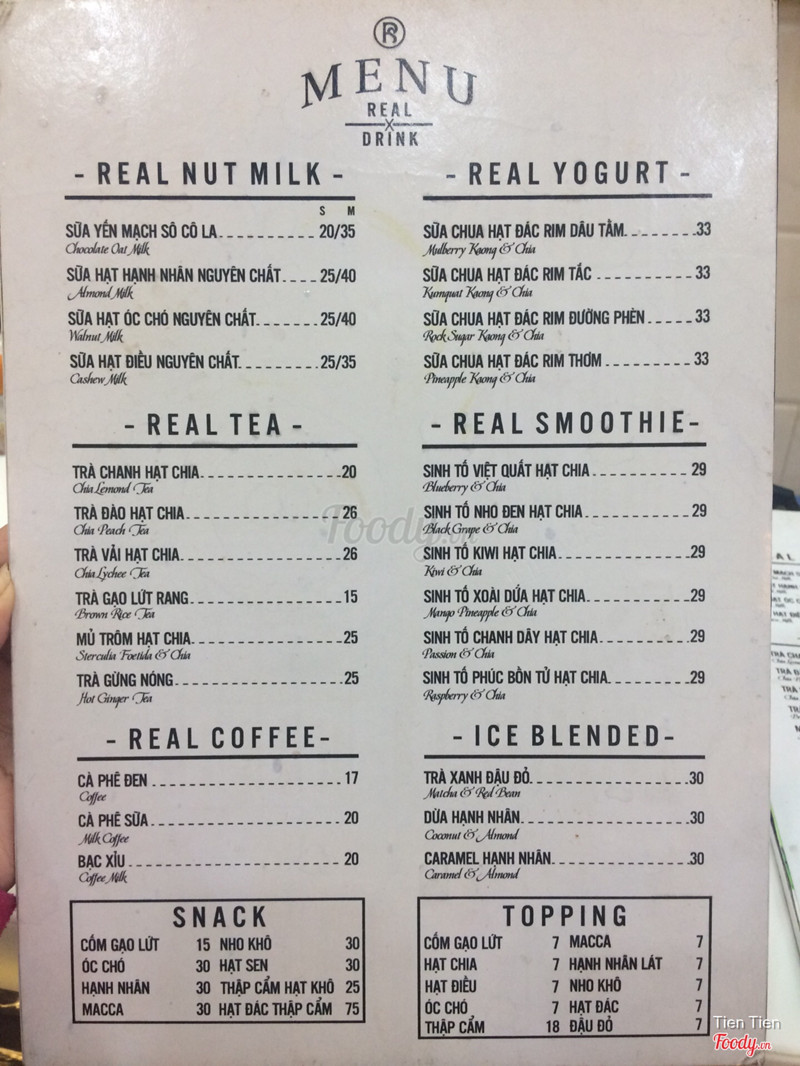 R
MENU
REAL
X
DRINK
- REAL NUT MILK -
S M
SỮA YẾN MẠCH SÔ CÔ LA 20/35
Chocolate Oat Milk
SỮA HẠT HẠNH NHÂN NGUYÊN CHẤT 25/40
Almond Milk
SỮA HẠT ÓC CHÓ NGUYÊN CHẤT 25/40
Walnut Milk
SỮA HẠT ĐIỀU NGUYÊN CHẤT 25/35
Cashew Milk
- REAL TEA -
TRÀ CHANH HẠT CHIA 20
Chia Lemond Tea
TRÀ ĐÀO HẠT CHIA 26
Chia Peach Tea
TRÀ VẢI HẠT CHIA 26
Chia Lychee Tea
TRÀ GẠO LỨT RANG 15
Brown Rice Tea
MỦ TRÔM HẠT CHIA 25
Sterculia Foetida & Chia
TRÀ GỪNG NÓNG 25
Hot Ginger Tea
- REAL COFFEE-
CÀ PHÊ ĐEN 17
Coffee
CÀ PHÊ SỮA 20
Milk Coffee
BẠC XỈU 20
Coffee Milk
SNACK
CỐM GẠO LỨT 15 NHO KHÔ 30
ÓC CHÓ 30 HẠT SEN 30
HẠNH NHÂN 30 THẬP CẨM HẠT KHÔ 25
MACCA 30 HẠT ĐÁC THẬP CẨM 75
- REAL YOGURT -
SỮA CHUA HẠT ĐÁC RIM DÂU TẰM 33
Mulberry Kaong & Chia
SỮA CHUA HẠT ĐÁC RIM TẮC 33
Kumquat Kaong & Chia
SỮA CHUA HẠT ĐÁC RIM ĐƯỜNG PHÈN 33
Rock Sugar Kaong & Chia
SỮA CHUA HẠT ĐÁC RIM THƠM 33
Pineapple Kaong & Chia
- REAL SMOOTHIE-
SINH TỐ VIỆT QUẤT HẠT CHIA 29
Blueberry & Chia
SINH TỐ NHO ĐEN HẠT CHIA 29
Black Grape & Chia
SINH TỐ KIWI HẠT CHIA 29
Kiwi & Chia
SINH TỐ XOÀI DỨA HẠT CHIA 29
Mango Pineapple & Chia
SINH TỐ CHANH DÂY HẠT CHIA 29
Passion & Chia
SINH TỐ PHÚC BỒN TỬ HẠT CHIA 29
Raspberry & Chia
- ICE BLENDED-
TRÀ XANH ĐẬU ĐỎ 30
Matcha & Red Bean
DỪA HẠNH NHÂN 30
Coconut & Almond
CARAMEL HẠNH NHÂN 30
Caramel & Almond
TOPPING
CỐM GẠO LỨT 7 MACCA 7
HẠT CHIA 7 HẠNH NHÂN LÁT 7
HẠT ĐIỀU 7 NHO KHÔ 7
ÓC CHÓ 7 HẠT ĐÁC 7
THẬP CẨM 18 ĐẬU ĐỎ 7
Foody.vn
Tien Tien
Foody.vn